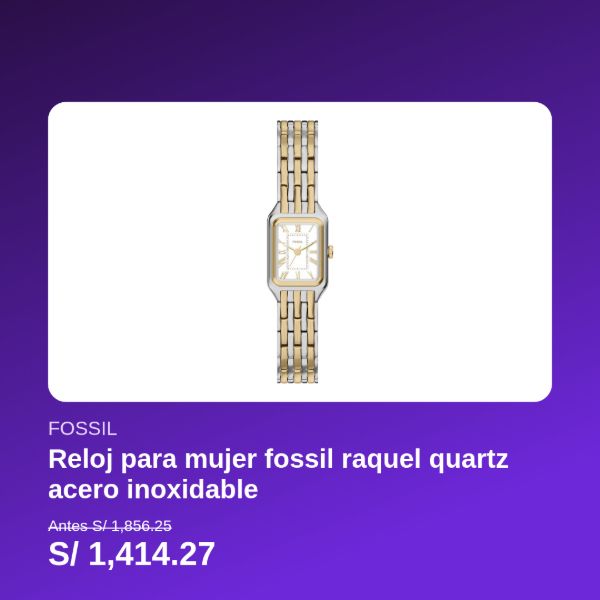 FOSSIL
Reloj para mujer fossil raquel quartz
acero inoxidable
Antes S/ 1,856.25
S/ 1,414.27